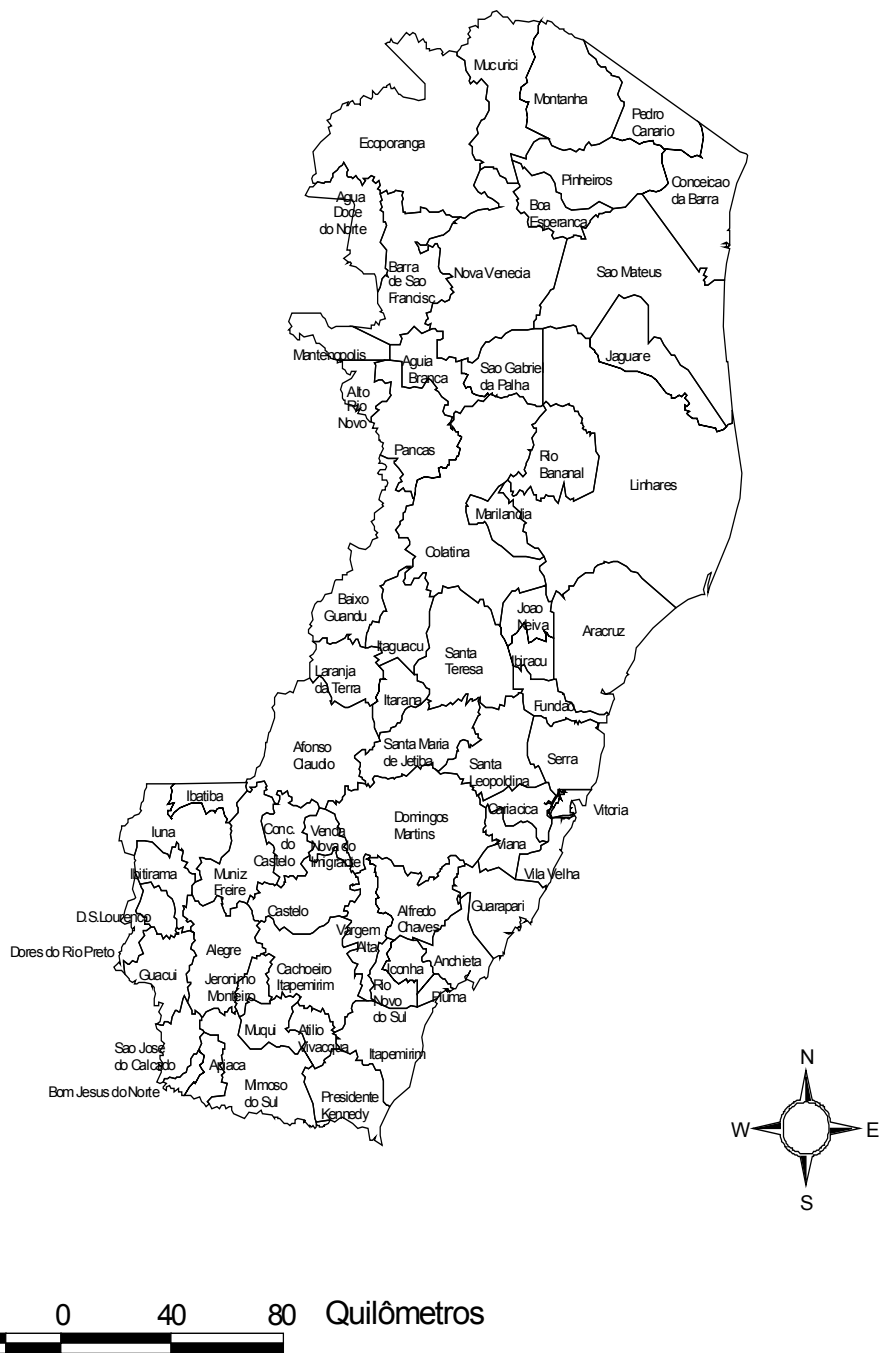 Mucurici
Montanha
Pedro
Canario
Ecoporanga
Pinheiros
Conceicao
da Barra
Agua
Doce
do Norte
Boa
Esperanca
Barra
de Sao
Francisc
Nova Venecia
Sao Mateus
Mantenopolis
Aguia
Branca
Sao Gabriel
da Palha
Jaguare
Alto
Rio
Novo
Pancas
Rio
Bananal
Linhares
Marilandia
Colatina
Baixo
Guandu
Joao
Neiva
Aracruz
Itaguacu
Santa
Teresa
Ibiracu
Laranja
da Terra
Itarana
Fundao
Afonso
Claudio
Santa Maria
de Jetiba
Santa
Leopoldina
Serra
Ibatiba
Iuna
Conc.
do
Castelo
Venda
Nova do
Imigrante
Domingos
Martins
Cariacica
Vitoria
Viana
Ibitirama
Muniz
Freire
Vila Velha
D.S.Lourenco
Castelo
Vargem
Alta
Alfredo
Chaves
Guarapari
Dores do Rio Preto
Guacui
Alegre
Jeronimo
Monteiro
Cachoeiro
Itapemirim
Iconha
Anchieta
Rio
Novo
do Sul
Piuma
Sao Jose
do Calcado
Muqui
Atilio
Vivacqua
Itapemirim
Bom Jesus do Norte
Apiaca
Mimoso
do Sul
Presidente
Kennedy
N
W
E
S
0 40 80 Quilômetros